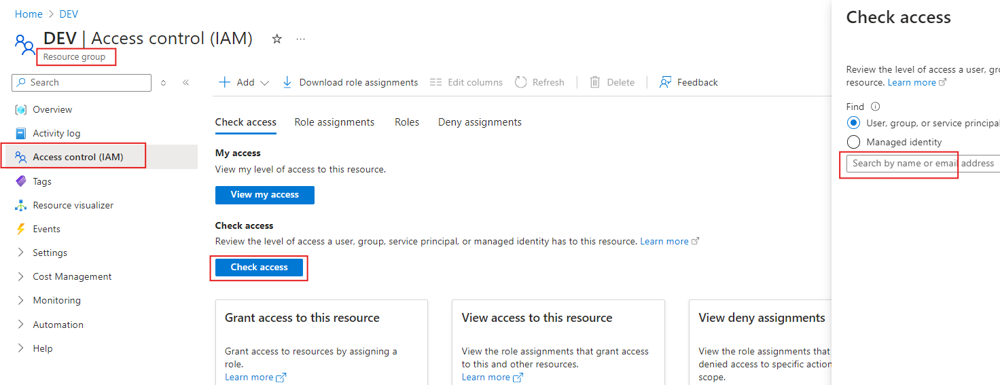 Home > DEV
DEV | Access control (IAM) ☆ ...
Resource group
Search
Overview
Activity log
Access control (IAM)
Tags
Resource visualizer
Events
Settings
Cost Management
Monitoring
Automation
Help
Add
Download role assignments
Edit columns
Refresh
Delete
Feedback
Check access
Role assignments
Roles
Deny assignments
My access
View my level of access to this resource.
View my access
Check access
Review the level of access a user, group, service principal, or managed identity has to this resource. Learn more
Check access
Grant access to this resource
Grant access to resources by assigning a
role.
Learn more
View access to this resource
View the role assignments that grant access
to this and other resources.
Learn more
View deny assignments
View the role assignments that
denied access to specific action
scope.
Check access
Review the level of access a user, gr
resource. Learn more
Find
User, group, or service principal
Managed identity
Search by name or email address